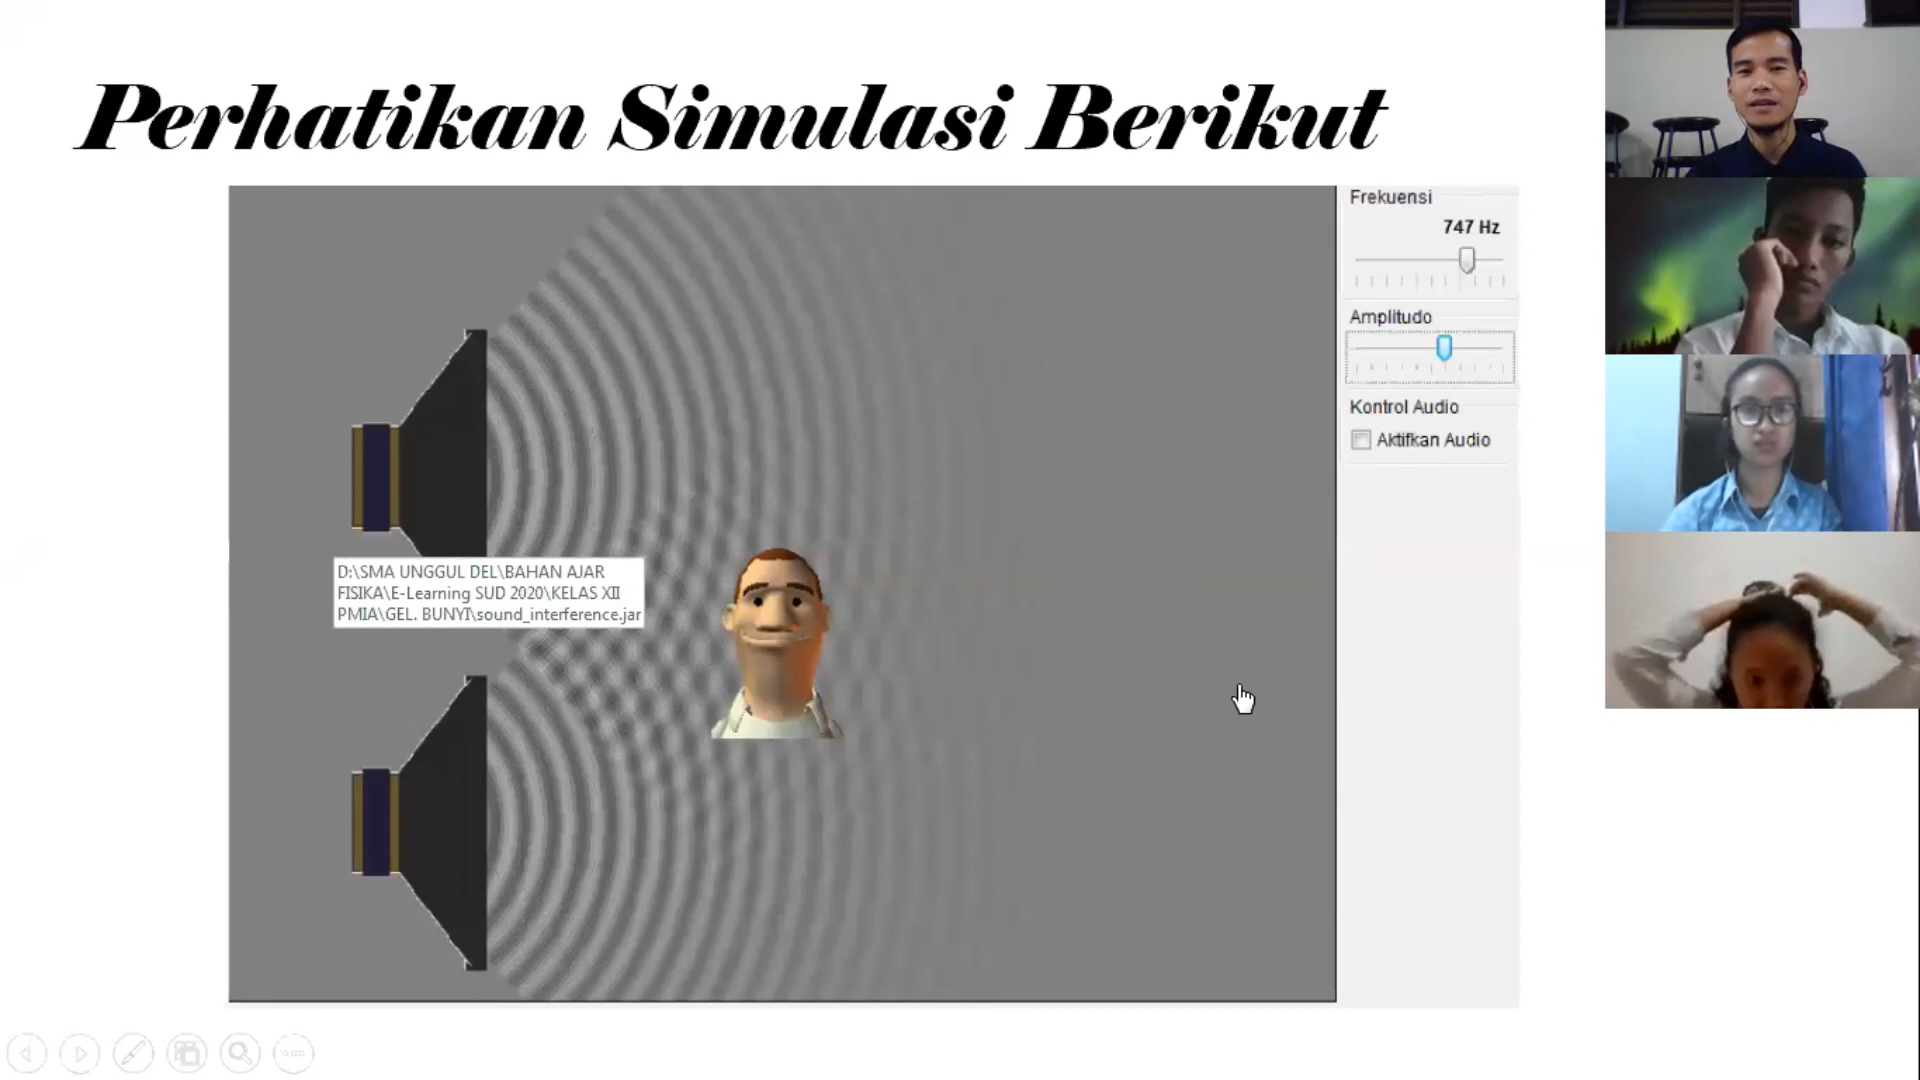 Perhatikan Simulasi Berikut
Frekuensi
747 Hz
Amplitudo
Kontrol Audio
Aktifkan Audio
D:\SMA UNGGUL DEL\BAHAN AJAR
FISIKA\E-Learning SUD 2020\KELAS XII
PMIA\GEL. BUNYI\sound_interference.jar